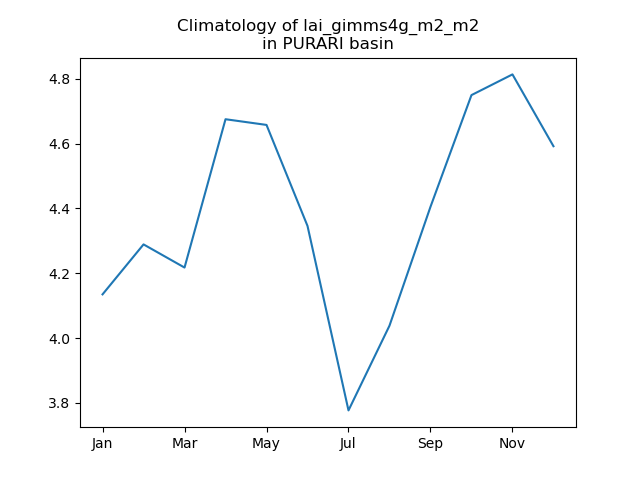 Climatology of lai_gimms4g_m2_m2
in PURARI basin
4.8
4.6
4.4
4.2
4.0
3.8
Jan
Mar
May
Jul
Sep
Nov